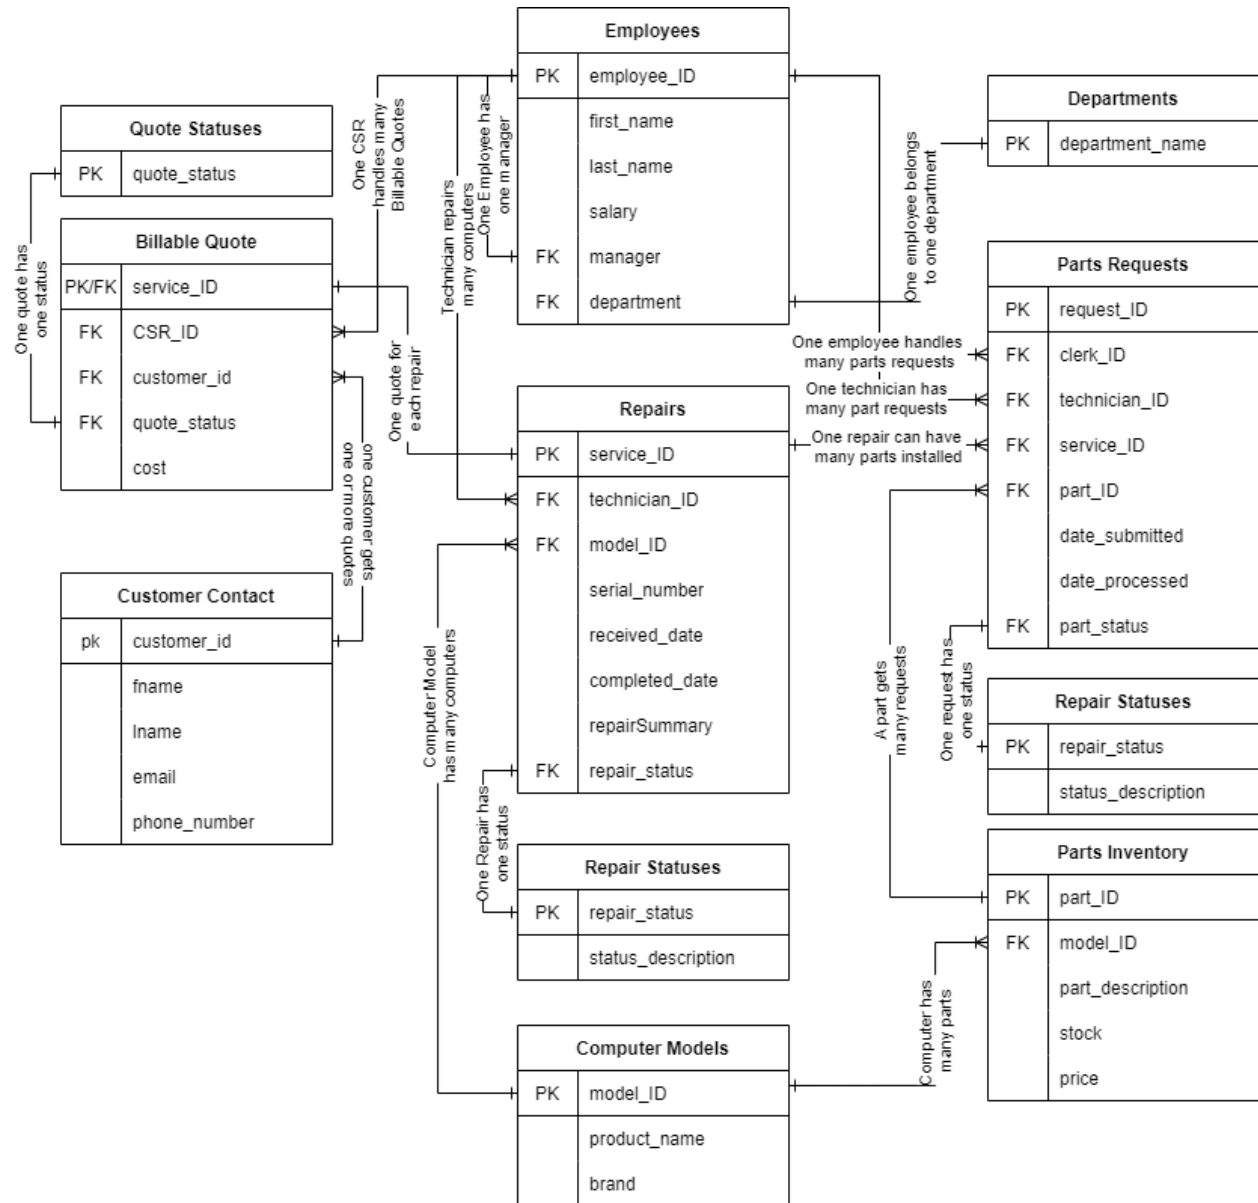 Employees
PK employee_ID
first_name
last_name
salary
FK manager
FK department
Departments
PK department_name
Quote Statuses
PK quote_status
Billable Quote
PK/FK service_ID
FK CSR_ID
FK customer_id
FK quote_status
cost
Customer Contact
pk customer_id
fname
lname
email
phone_number
Repairs
PK service_ID
FK technician_ID
FK model_ID
serial_number
received_date
completed_date
repairSummary
FK repair_status
Repair Statuses
PK repair_status
status_description
Computer Models
PK model_ID
product_name
brand
Parts Requests
PK request_ID
FK clerk_ID
FK technician_ID
FK service_ID
FK part_ID
date_submitted
date_processed
FK part_status
Repair Statuses
PK repair_status
status_description
Parts Inventory
PK part_ID
FK model_ID
part_description
stock
price
One quote has
one status
One CSR
handles many
Billable Quotes
Technician repairs
many computers
One Employee has
one manager
One employee belongs
to one department
One quote for
each repair
one customer gets
one or more quotes
One employee handles
many parts requests
One technician has
many part requests
One repair can have
many parts installed
Computer Model
has many computers
One Repair has
one status
A part gets
many requests
One request has
one status
Computer has
many parts